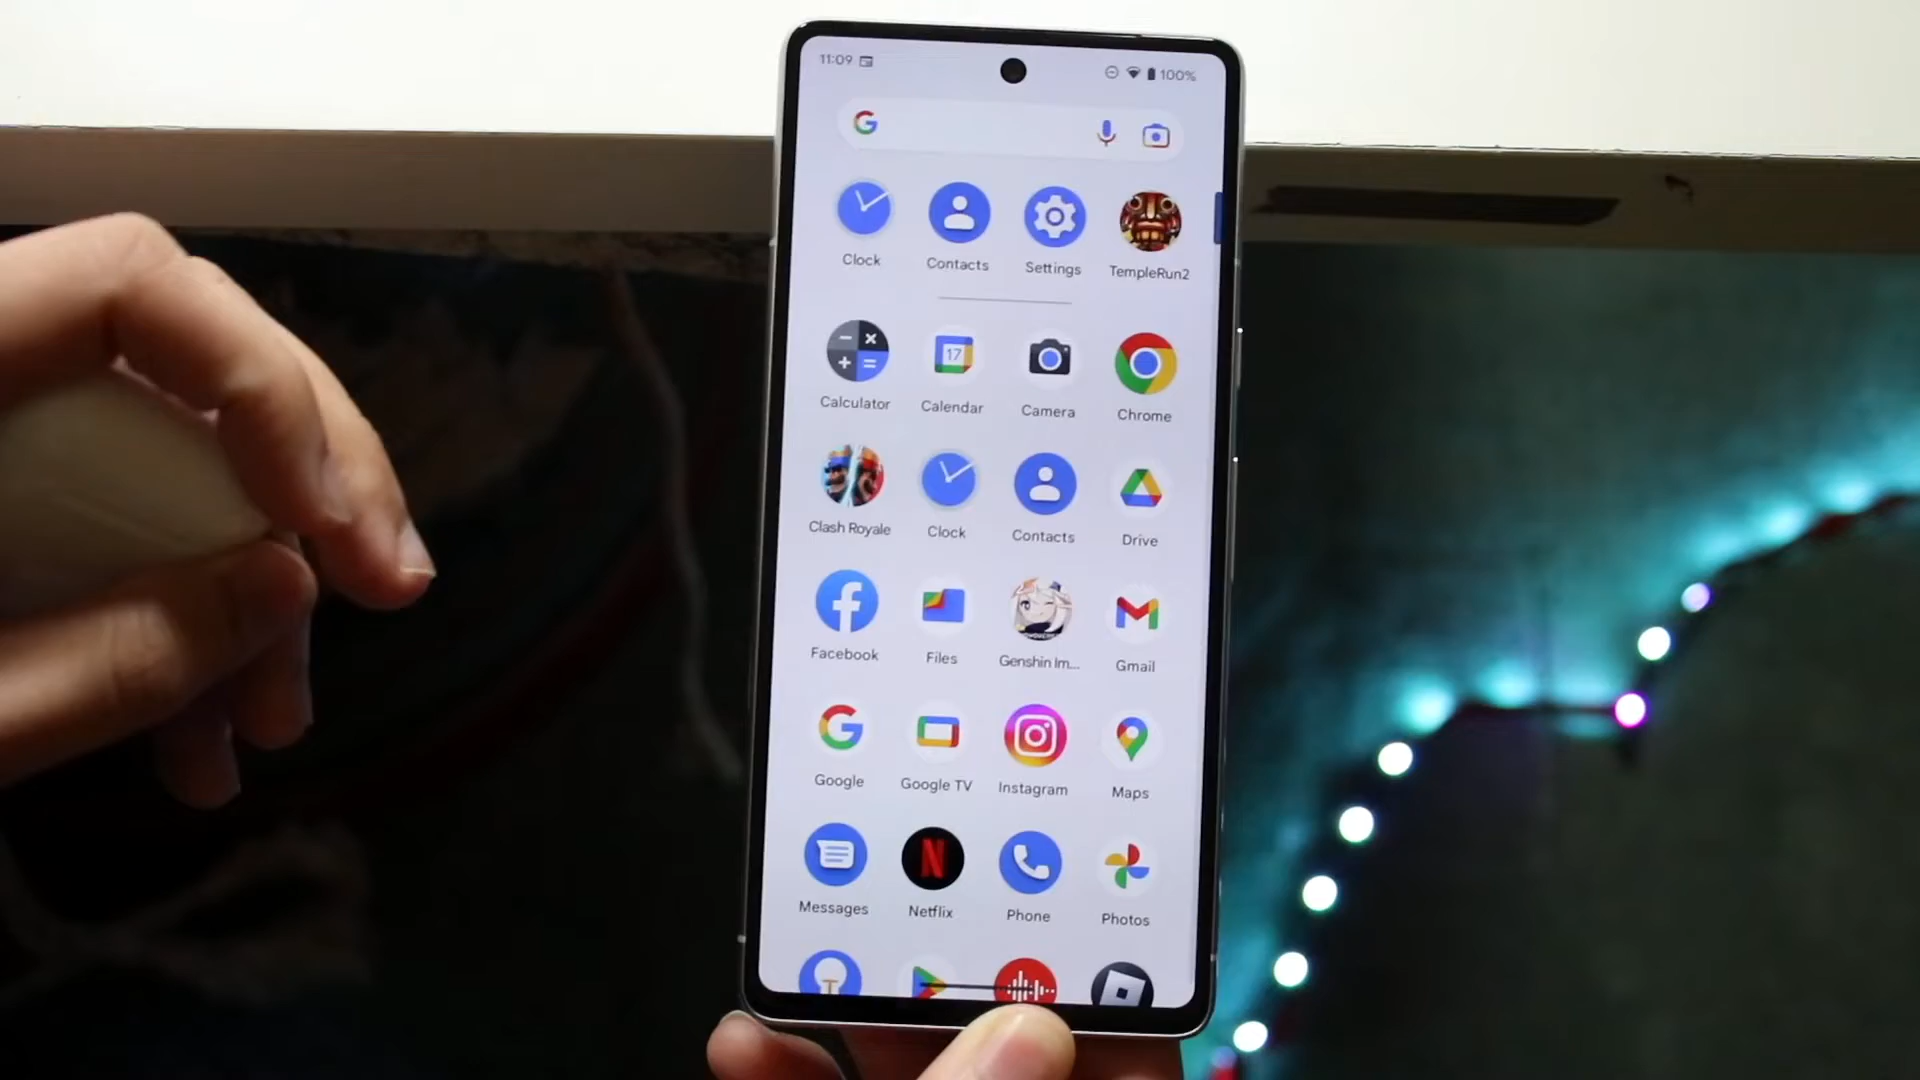 11:09
100%
Clock Contacts Settings TempleRun2
Calculator Calendar Camera Chrome
17
Clash Royale Clock Contacts Drive
Facebook Files Genshin Im... Gmail
Google Google TV Instagram Maps
Messages Netflix Phone Photos